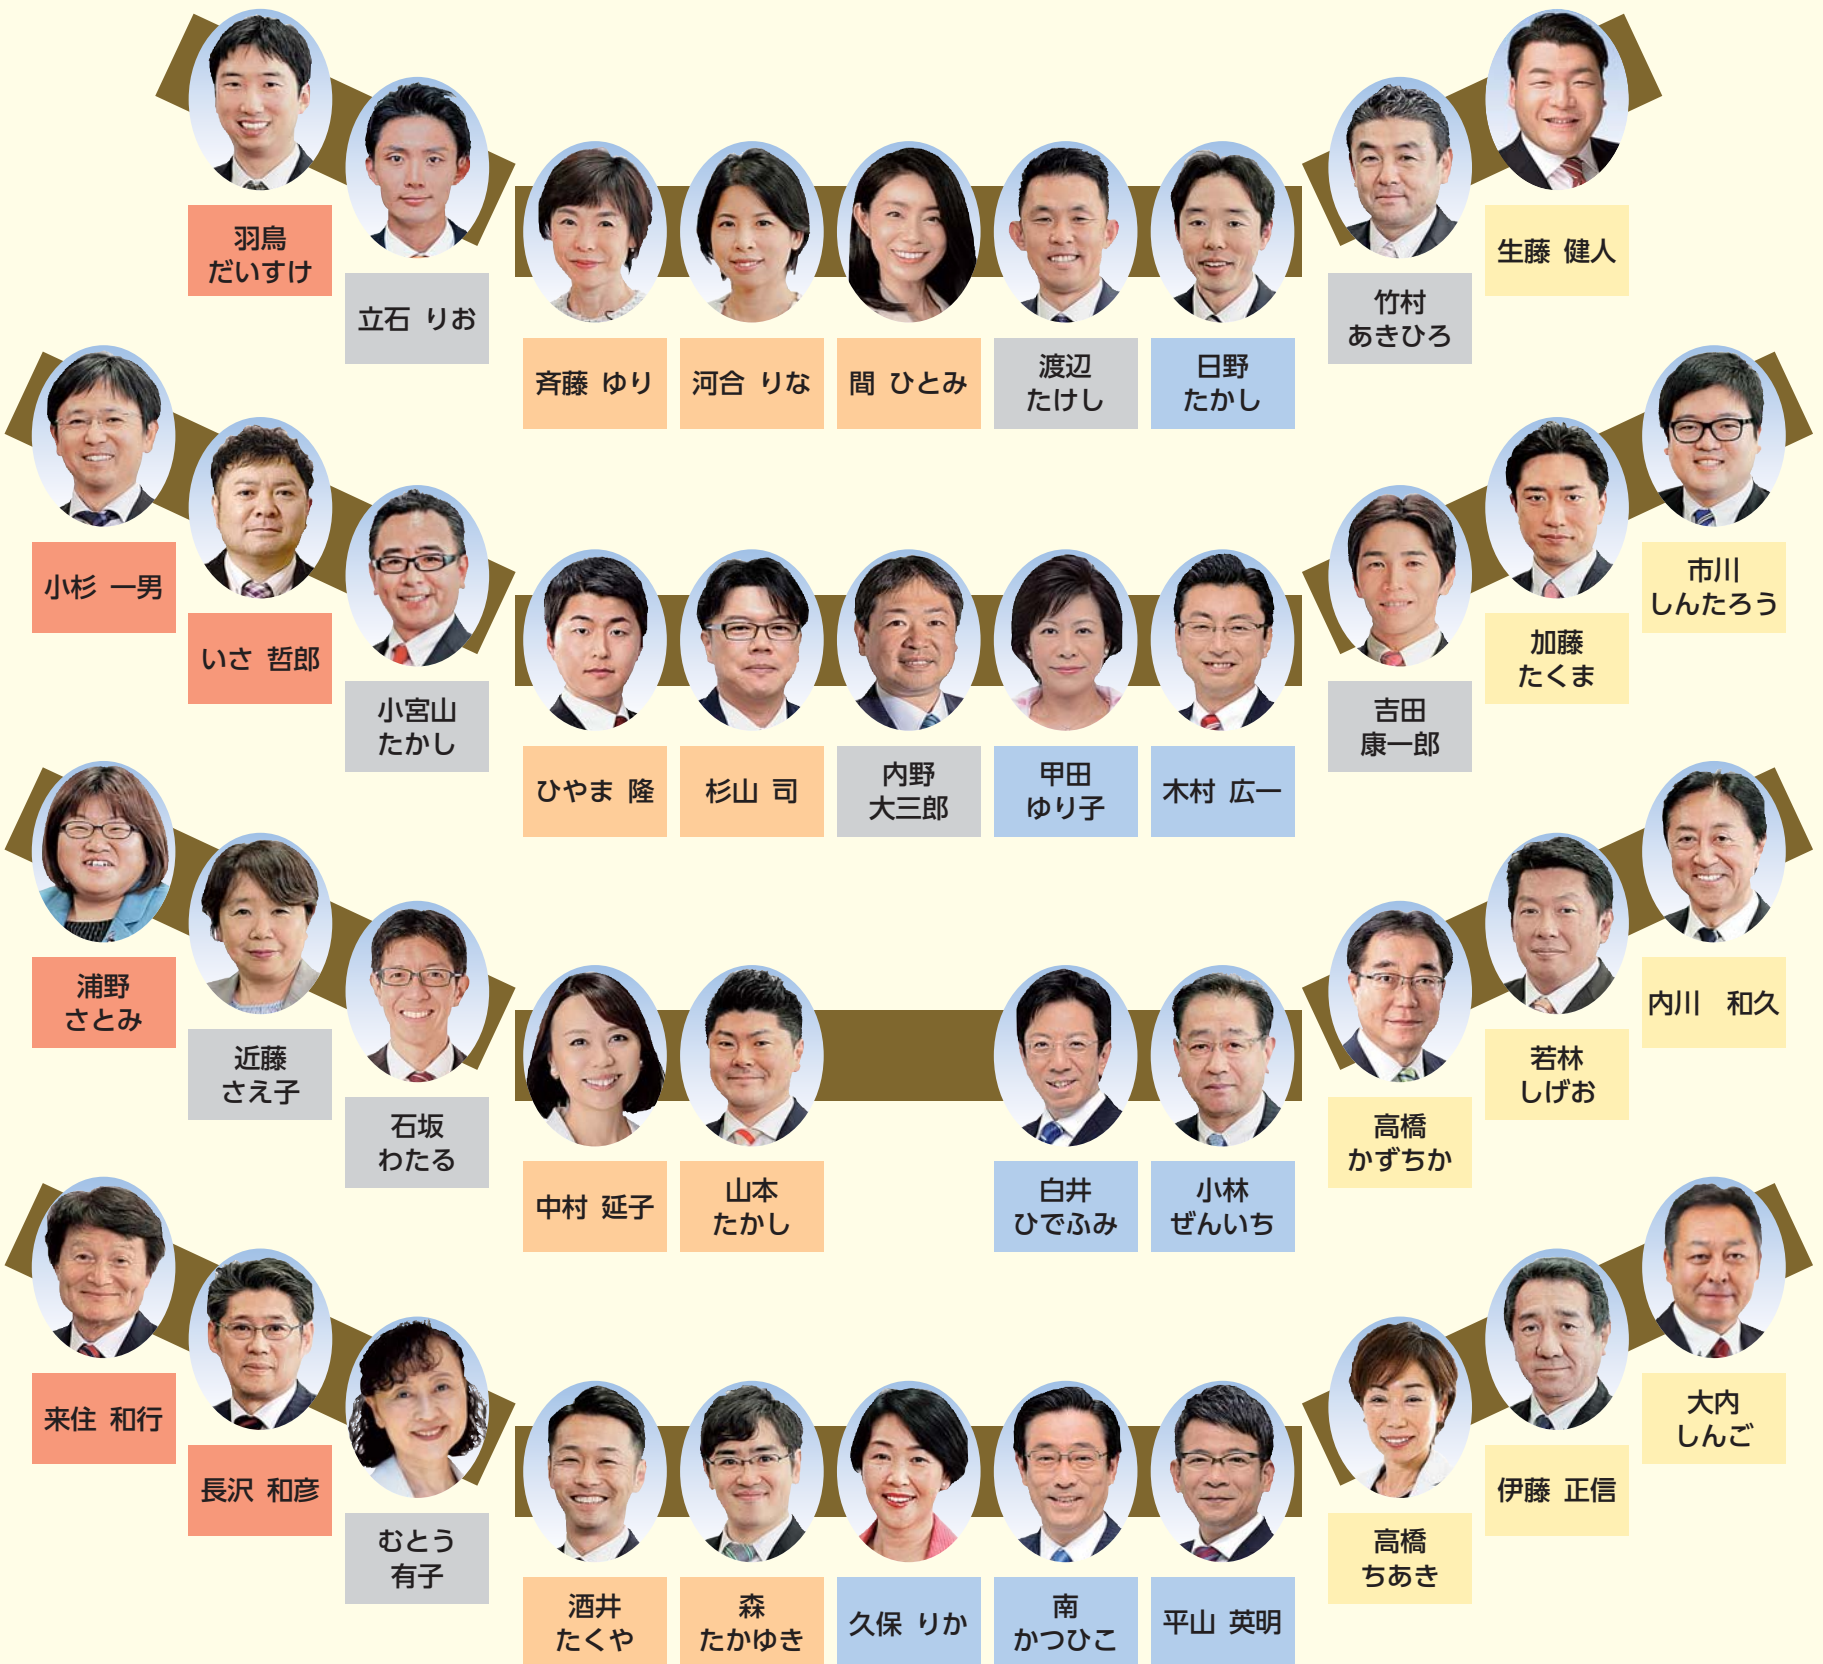 羽鳥
だいすけ
立石 りお
斉藤 ゆり
河合 りな
間 ひとみ
渡辺
たけし
日野
たかし
竹村
あきひろ
生藤 健人
小杉 一男
いさ 哲郎
小宮山
たかし
ひやま 隆
杉山 司
内野
大三郎
甲田
ゆり子
木村 広一
吉田
康一郎
加藤
たくま
市川
しんたろう
浦野
さとみ
近藤
さえ子
石坂
わたる
中村 延子
山本
たかし
白井
ひでふみ
小林
ぜんいち
高橋
かずちか
若林
しげお
内川　和久
来住 和行
長沢 和彦
むとう
有子
酒井
たくや
森
たかゆき
久保 りか
南
かつひこ
平山 英明
高橋
ちあき
伊藤 正信
大内
しんご